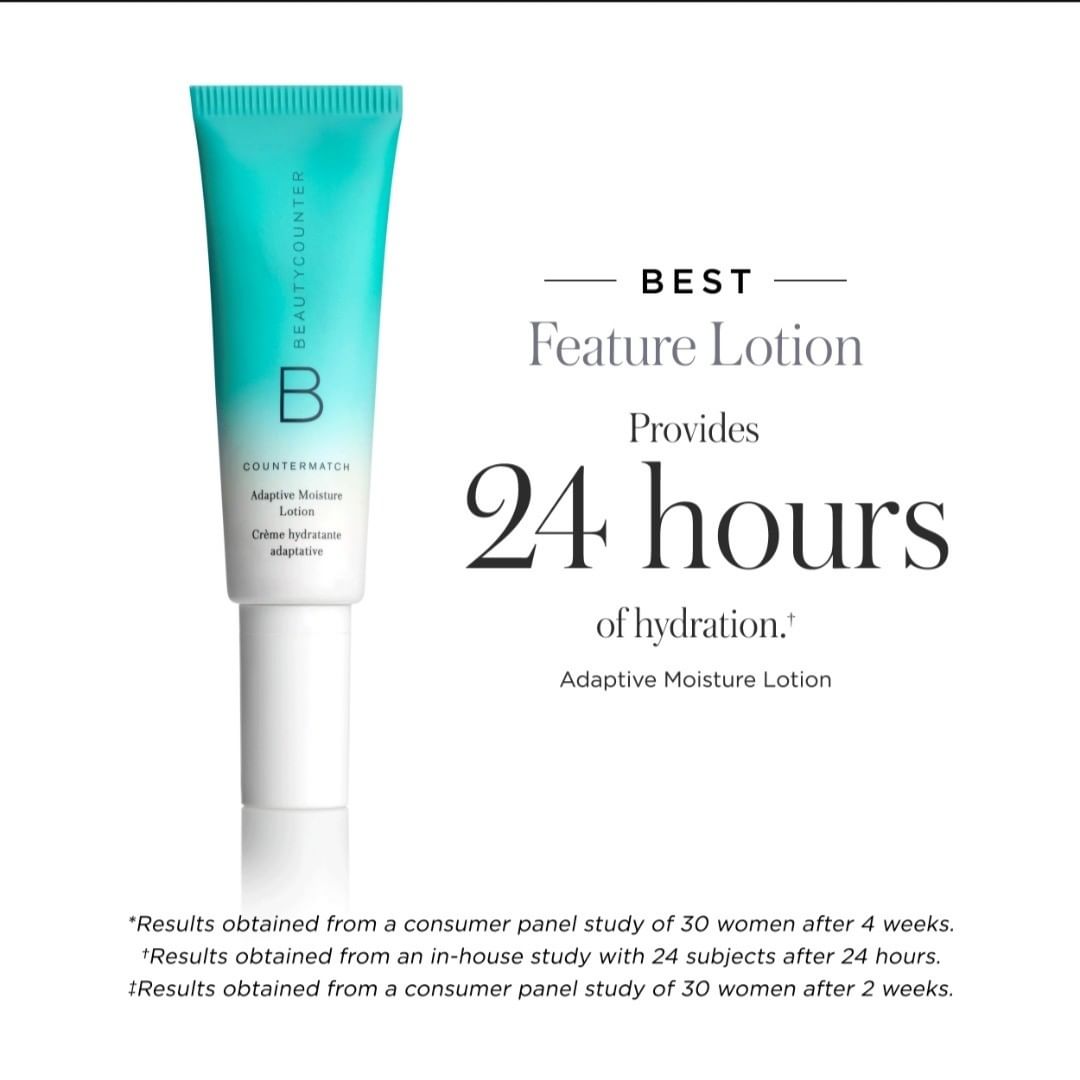 BEAUTYCOUNTER
B
COUNTERMATCH
Adaptive Moisture
Lotion
Crème hydratante
adaptative
BEST
Feature Lotion
Provides
24 hours
of hydration.†
Adaptive Moisture Lotion
*Results obtained from a consumer panel study of 30 women after 4 weeks.
†Results obtained from an in-house study with 24 subjects after 24 hours.
‡Results obtained from a consumer panel study of 30 women after 2 weeks.